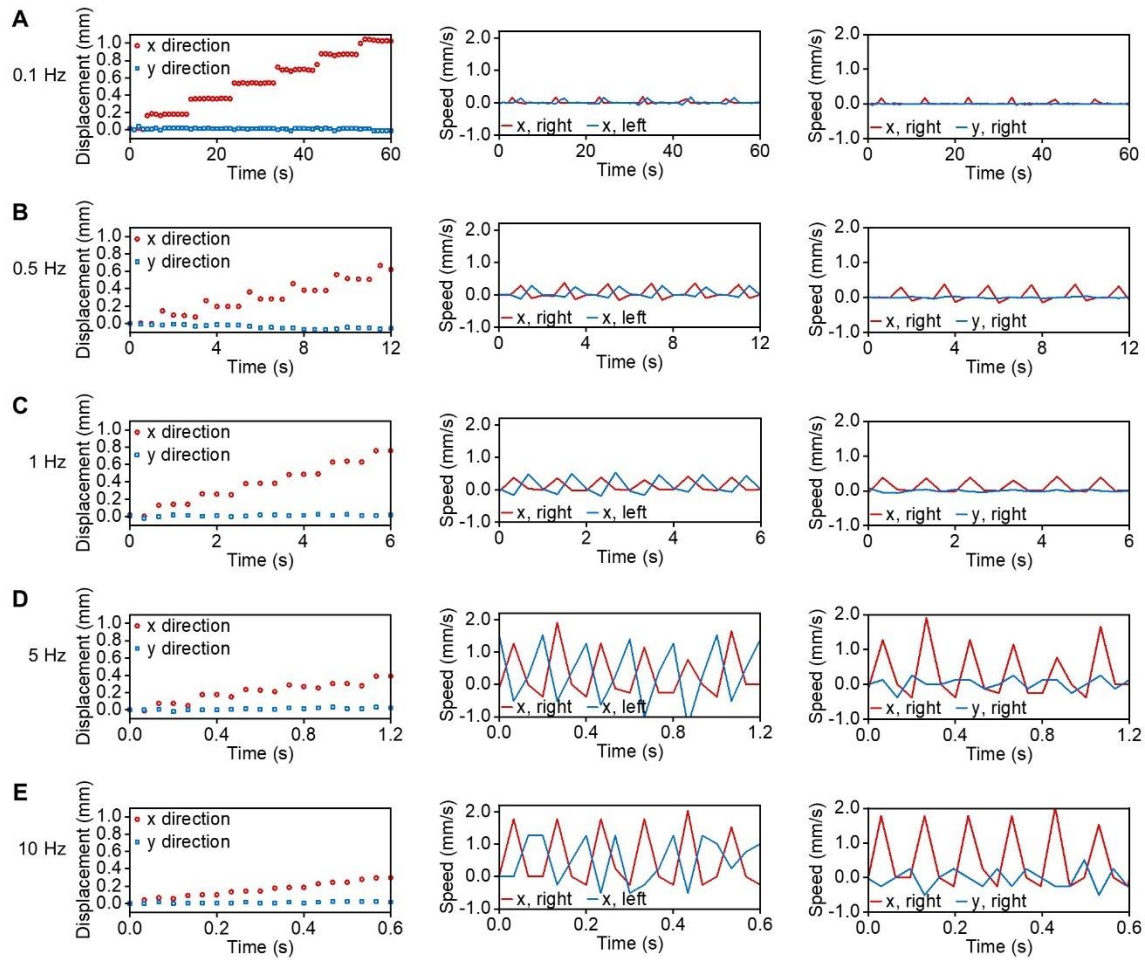 A
0.1 Hz
Displacement (mm)
1.0
0.8
0.6
0.4
0.2
0.0
x direction
y direction
0 20 40 60
Time (s)
Speed (mm/s)
2.0
1.0
0.0
-1.0
x, right x, left
0 20 40 60
Time (s)
Speed (mm/s)
2.0
1.0
0.0
-1.0
x, right y, right
0 20 40 60
Time (s)
B
0.5 Hz
Displacement (mm)
1.0
0.8
0.6
0.4
0.2
0.0
x direction
y direction
0 4 8 12
Time (s)
Speed (mm/s)
2.0
1.0
0.0
-1.0
x, right x, left
0 4 8 12
Time (s)
Speed (mm/s)
2.0
1.0
0.0
-1.0
x, right y, right
0 4 8 12
Time (s)
C
1 Hz
Displacement (mm)
1.0
0.8
0.6
0.4
0.2
0.0
x direction
y direction
0 2 4 6
Time (s)
Speed (mm/s)
2.0
1.0
0.0
-1.0
x, right x, left
0 2 4 6
Time (s)
Speed (mm/s)
2.0
1.0
0.0
-1.0
x, right y, right
0 2 4 6
Time (s)
D
5 Hz
Displacement (mm)
1.0
0.8
0.6
0.4
0.2
0.0
x direction
y direction
0.0 0.4 0.8 1.2
Time (s)
Speed (mm/s)
2.0
1.0
0.0
-1.0
x, right x, left
0.0 0.4 0.8 1.2
Time (s)
Speed (mm/s)
2.0
1.0
0.0
-1.0
x, right y, right
0.0 0.4 0.8 1.2
Time (s)
E
10 Hz
Displacement (mm)
1.0
0.8
0.6
0.4
0.2
0.0
x direction
y direction
0.0 0.2 0.4 0.6
Time (s)
Speed (mm/s)
2.0
1.0
0.0
-1.0
x, right x, left
0.0 0.2 0.4 0.6
Time (s)
Speed (mm/s)
2.0
1.0
0.0
-1.0
x, right y, right
0.0 0.2 0.4 0.6
Time (s)